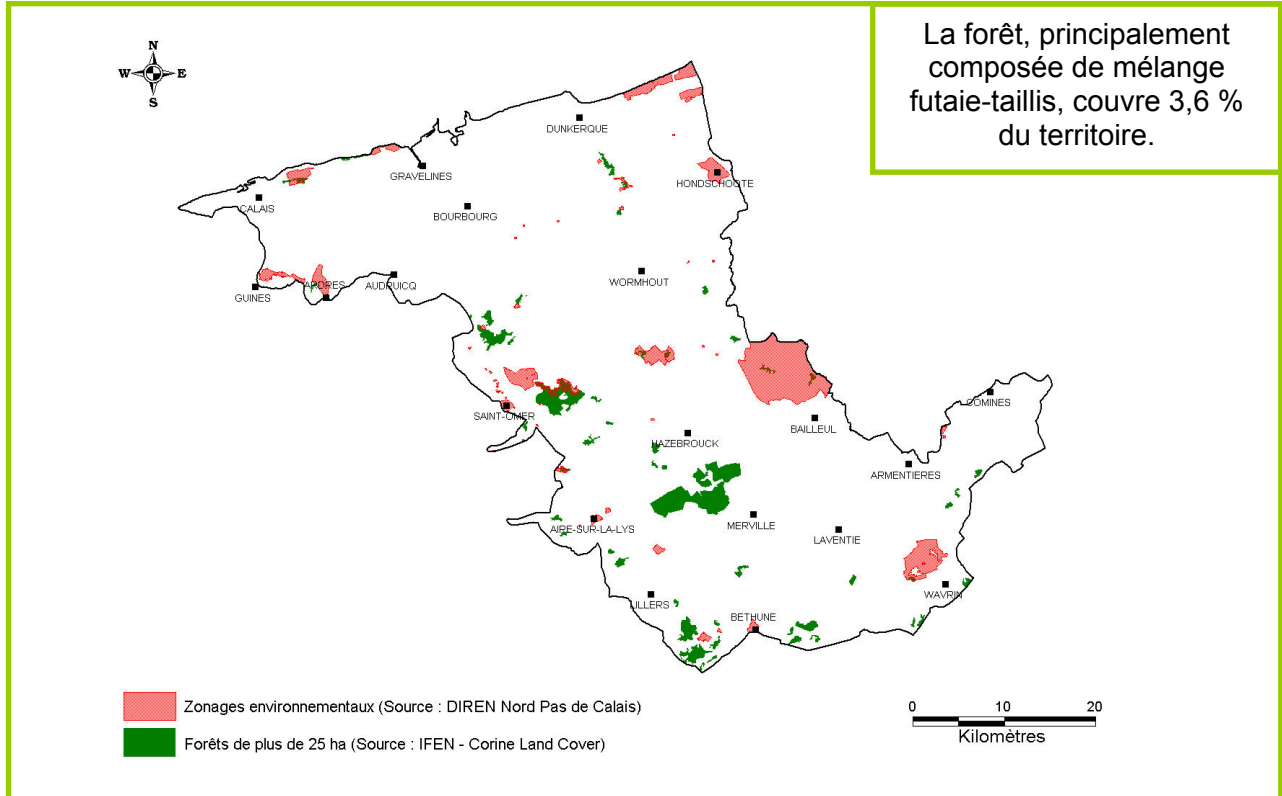 La forêt, principalement
composée de mélange
futaie-taillis, couvre 3,6 %
du territoire.
N
W E
S
DUNKERQUE
GRAVELINES
HONDSCHOOTE
CALAIS
BOURBOURG
WORMHOUT
GUINES
ARDRES
AUDRUICQ
SAINT-OMER
COMINES
BAILLEUL
HAZEBROUCK
ARMENTIERES
AIRE-SUR-LA-LYS
MERVILLE
LAVENTIE
LILLERS
WAVRIN
BETHUNE
Zonages environnementaux (Source : DIREN Nord Pas de Calais)
Forêts de plus de 25 ha (Source : IFEN - Corine Land Cover)
0 10 20
Kilomètres